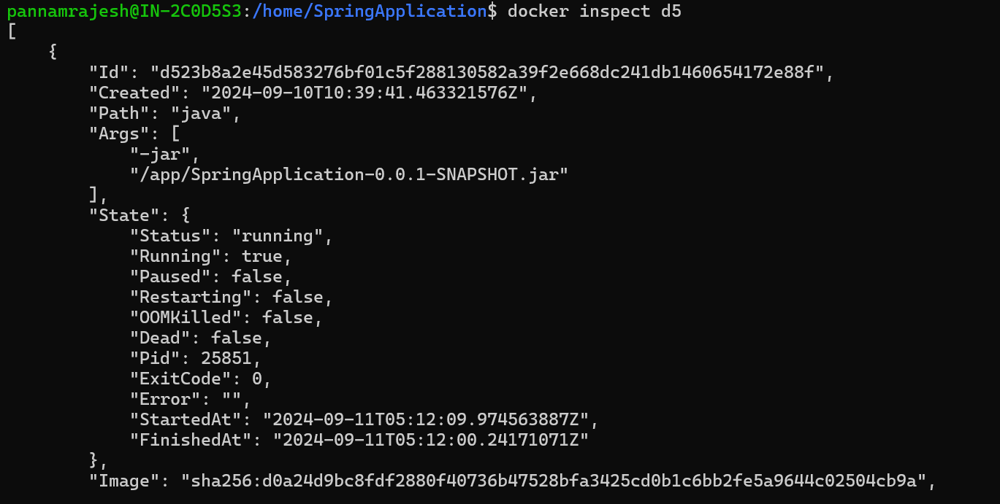 pannamrajesh@IN-2C0D5S3:/home/SpringApplication$ docker inspect d5
[
    {
        "Id": "d523b8a2e45d583276bf01c5f288130582a39f2e668dc241db1460654172e88f",
        "Created": "2024-09-10T10:39:41.463321576Z",
        "Path": "java",
        "Args": [
            "-jar",
            "/app/SpringApplication-0.0.1-SNAPSHOT.jar"
        ],
        "State": {
            "Status": "running",
            "Running": true,
            "Paused": false,
            "Restarting": false,
            "OOMKilled": false,
            "Dead": false,
            "Pid": 25851,
            "ExitCode": 0,
            "Error": "",
            "StartedAt": "2024-09-11T05:12:09.974563887Z",
            "FinishedAt": "2024-09-11T05:12:00.24171071Z"
        },
        "Image": "sha256:d0a24d9bc8fdf2880f40736b47528bfa3425cd0b1c6bb2fe5a9644c02504cb9a",